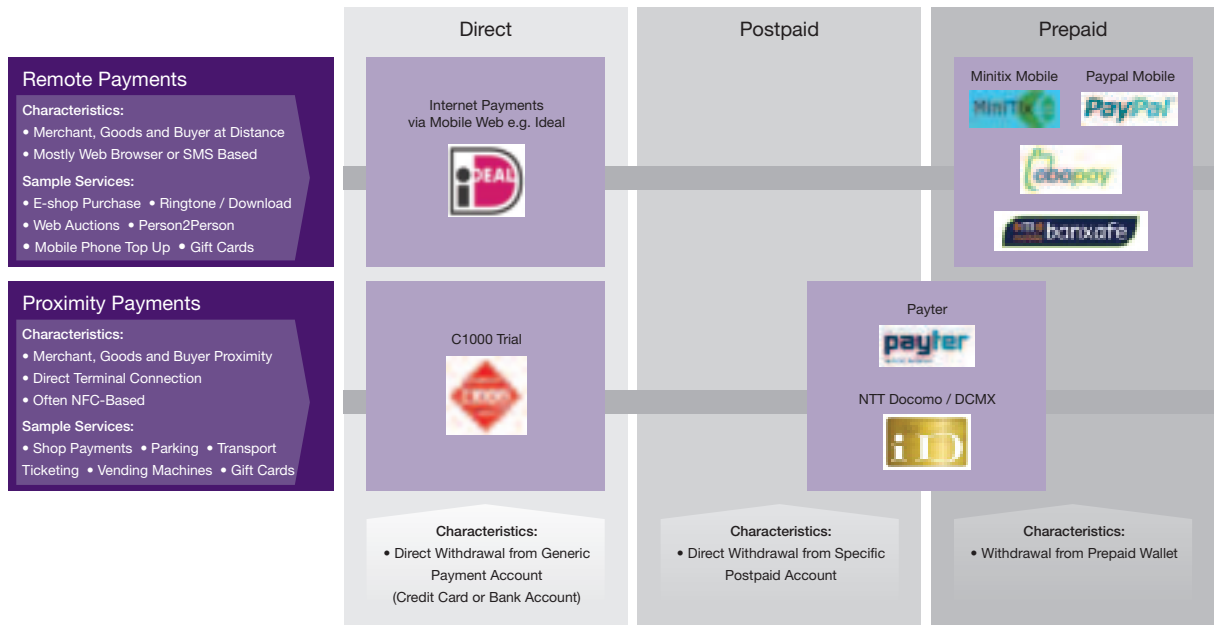 Direct
Postpaid
Prepaid
Remote Payments
Characteristics:
• Merchant, Goods and Buyer at Distance
• Mostly Web Browser or SMS Based
Sample Services:
• E-shop Purchase • Ringtone / Download
• Web Auctions • Person2Person
• Mobile Phone Top Up • Gift Cards
Internet Payments
via Mobile Web e.g. Ideal
iDEAL
Minitix Mobile
MiniTix
Paypal Mobile
PayPal
obopay
banxafe
Proximity Payments
Characteristics:
• Merchant, Goods and Buyer Proximity
• Direct Terminal Connection
• Often NFC-Based
Sample Services:
• Shop Payments • Parking • Transport
Ticketing • Vending Machines • Gift Cards
C1000 Trial
C1000
Payter
payter
NTT Docomo / DCMX
iD
Characteristics:
• Direct Withdrawal from Generic
Payment Account
(Credit Card or Bank Account)
Characteristics:
• Direct Withdrawal from Specific
Postpaid Account
Characteristics:
• Withdrawal from Prepaid Wallet